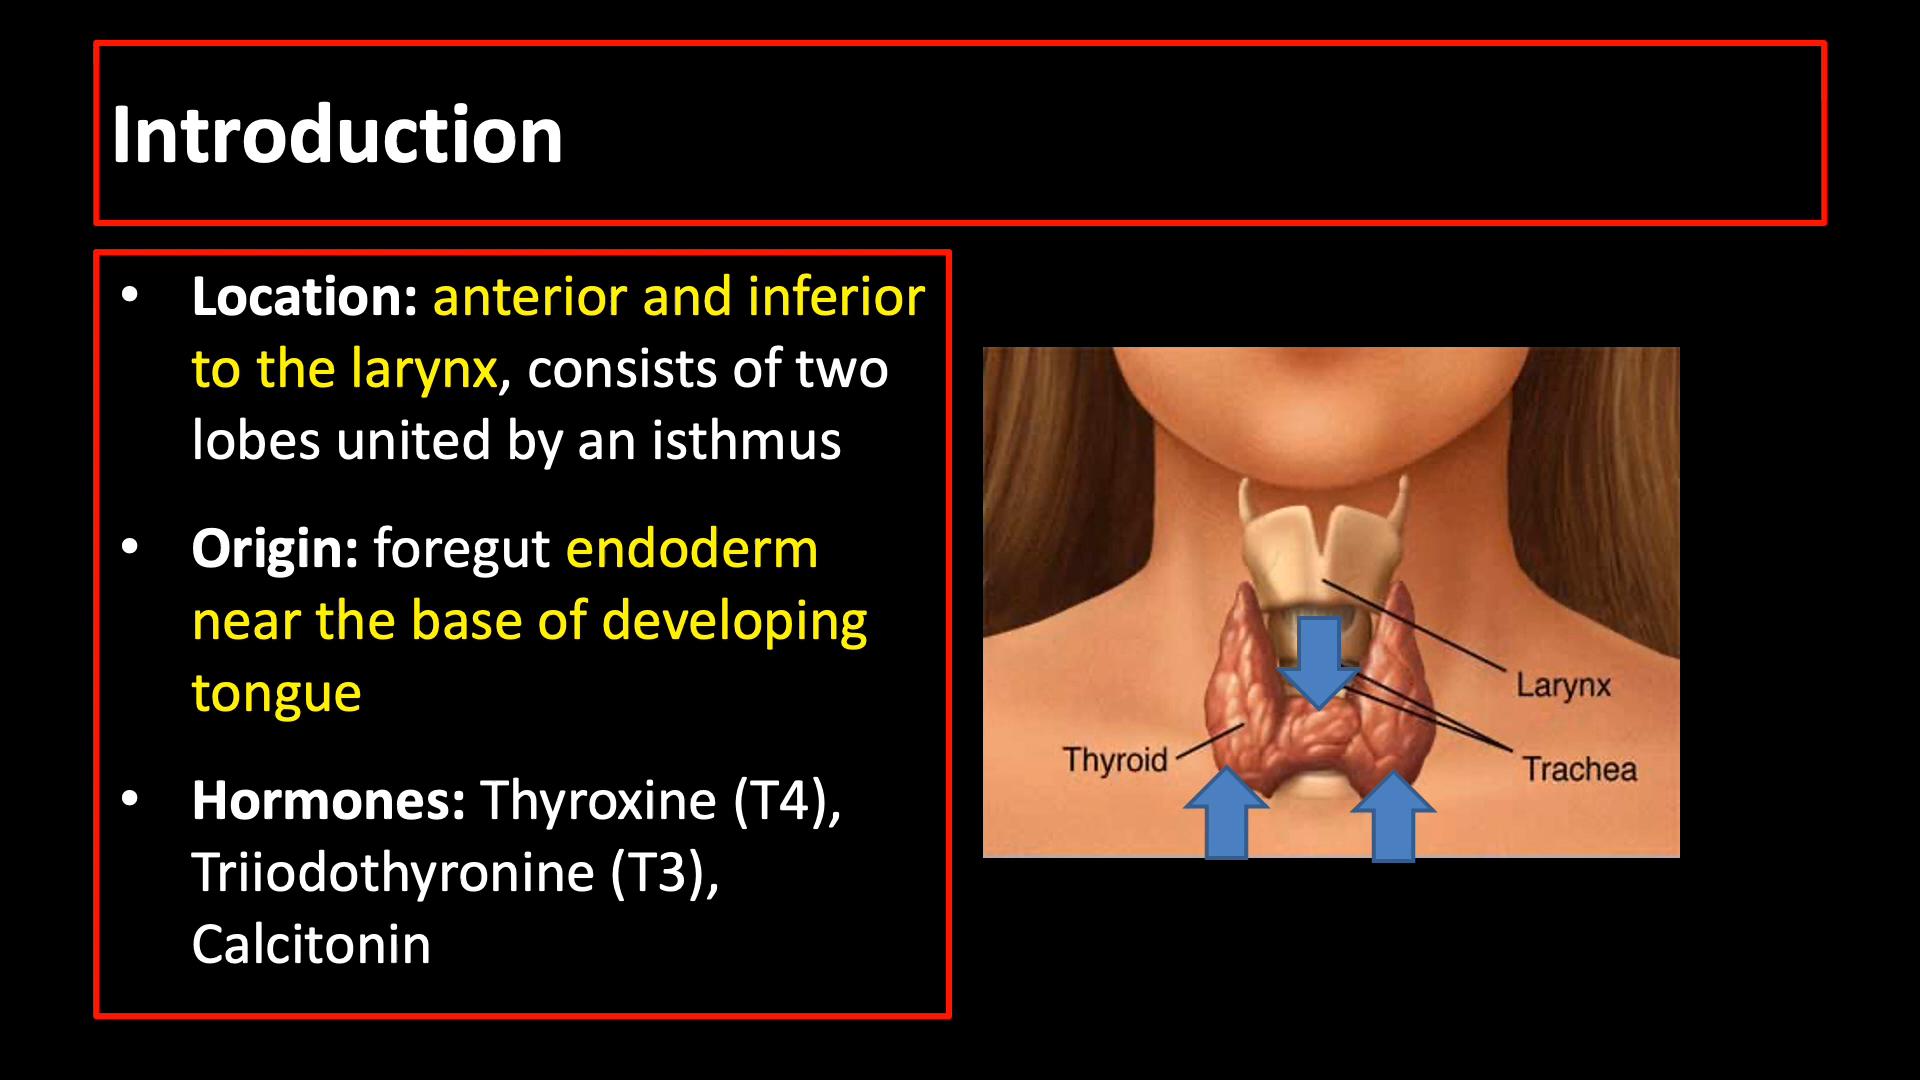 Introduction
• Location: anterior and inferior
to the larynx, consists of two
lobes united by an isthmus
• Origin: foregut endoderm
near the base of developing
tongue
• Hormones: Thyroxine (T4),
Triiodothyronine (T3),
Calcitonin
Larynx
Thyroid
Trachea